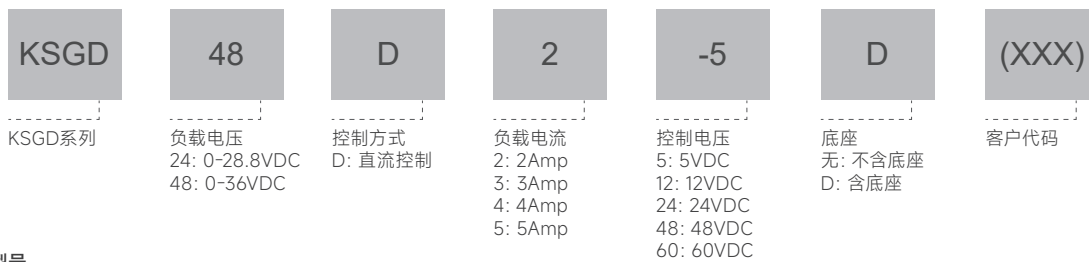 KSGD 48 D 2 -5 D (XXX)
KSGD系列
负载电压
24: 0-28.8VDC
48: 0-36VDC
控制方式
D: 直流控制
负载电流
2: 2Amp
3: 3Amp
4: 4Amp
5: 5Amp
控制电压
5: 5VDC
12: 12VDC
24: 24VDC
48: 48VDC
60: 60VDC
底座
无: 不含底座
D: 含底座
客户代码